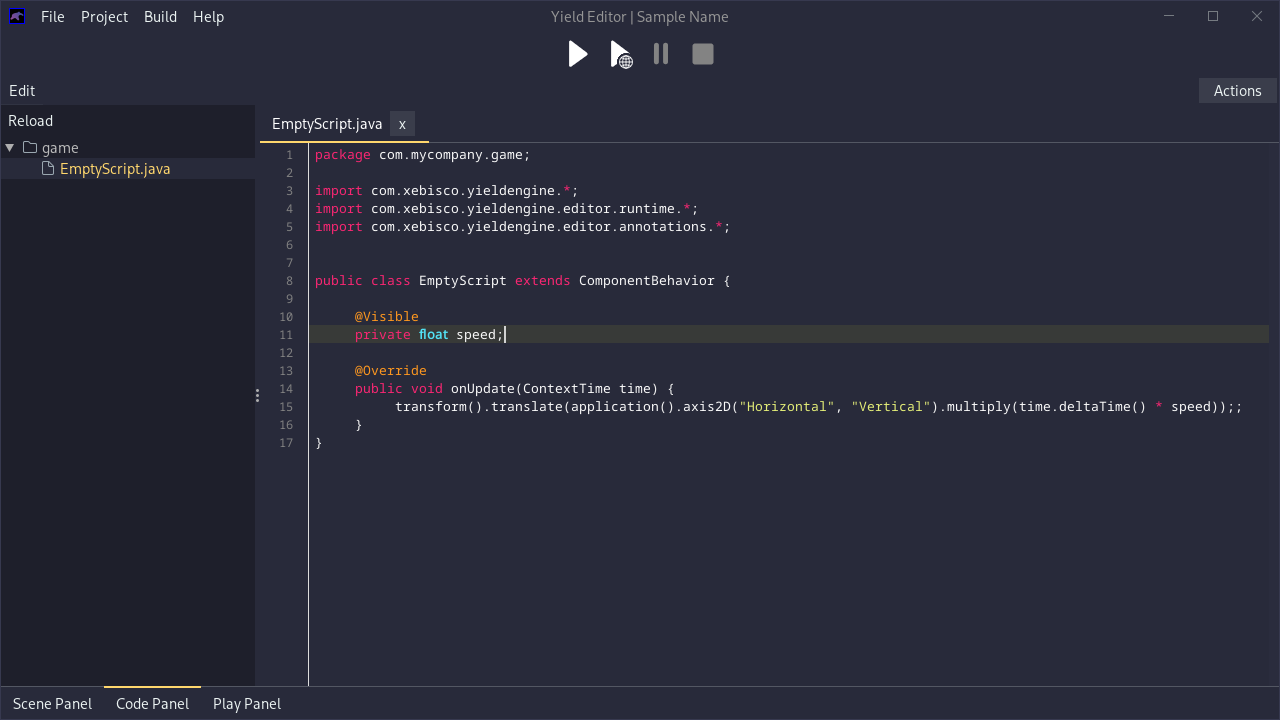 File Project Build Help Yield Editor | Sample Name
Edit Actions
Reload
game
EmptyScript.java
EmptyScript.java x
1 package com.mycompany.game;
2
3 import com.xebisco.yieldengine.*;
4 import com.xebisco.yieldengine.editor.runtime.*;
5 import com.xebisco.yieldengine.editor.annotations.*;
6
7
8 public class EmptyScript extends ComponentBehavior {
9
10 @Visible
11 private float speed;
12
13 @Override
14 public void onUpdate(ContextTime time) {
15 transform().translate(application().axis2D("Horizontal", "Vertical").multiply(time.deltaTime() * speed));;
16 }
17 }
Scene Panel Code Panel Play Panel